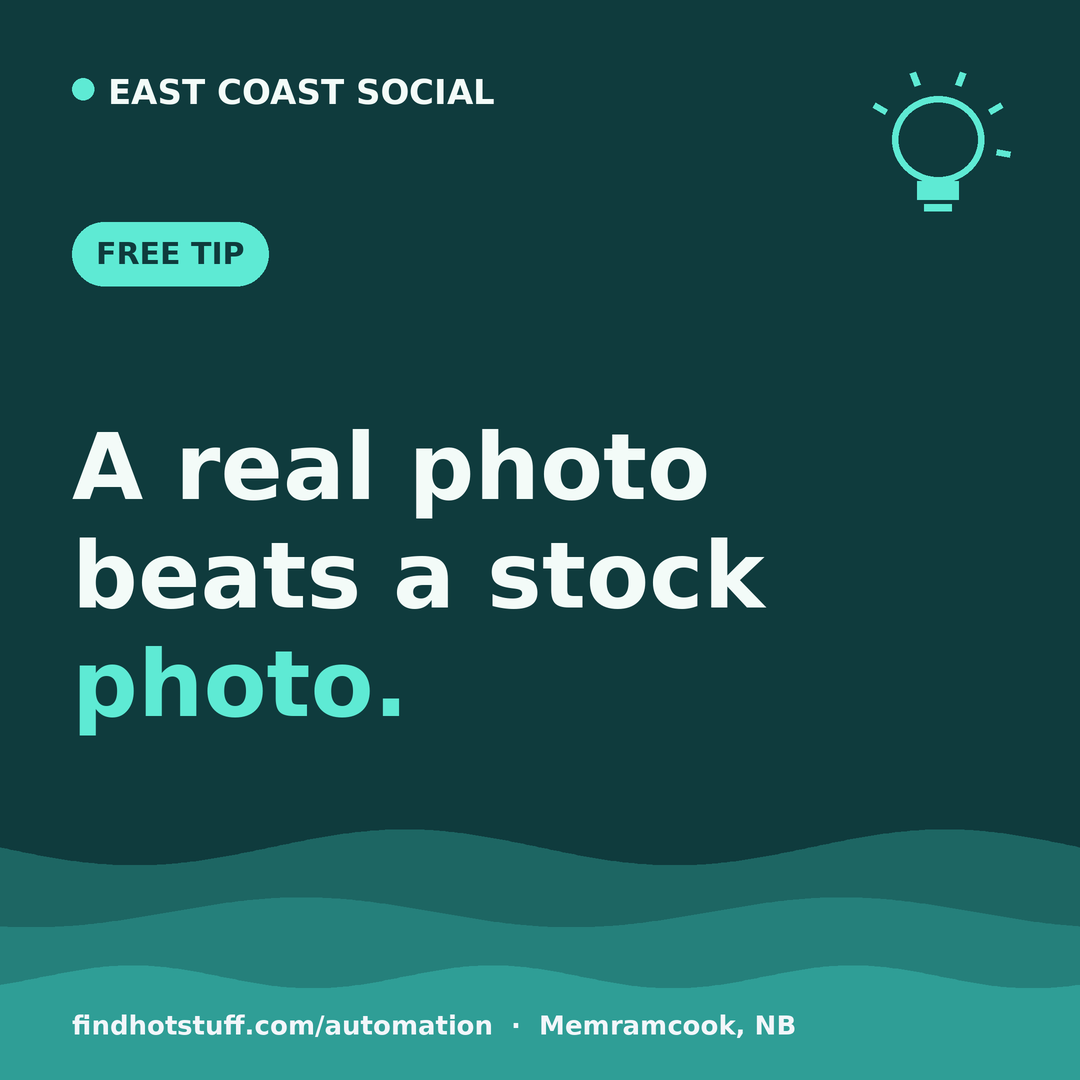 EAST COAST SOCIAL
FREE TIP
A real photo
beats a stock
photo.
findhotstuff.com/automation · Memramcook, NB